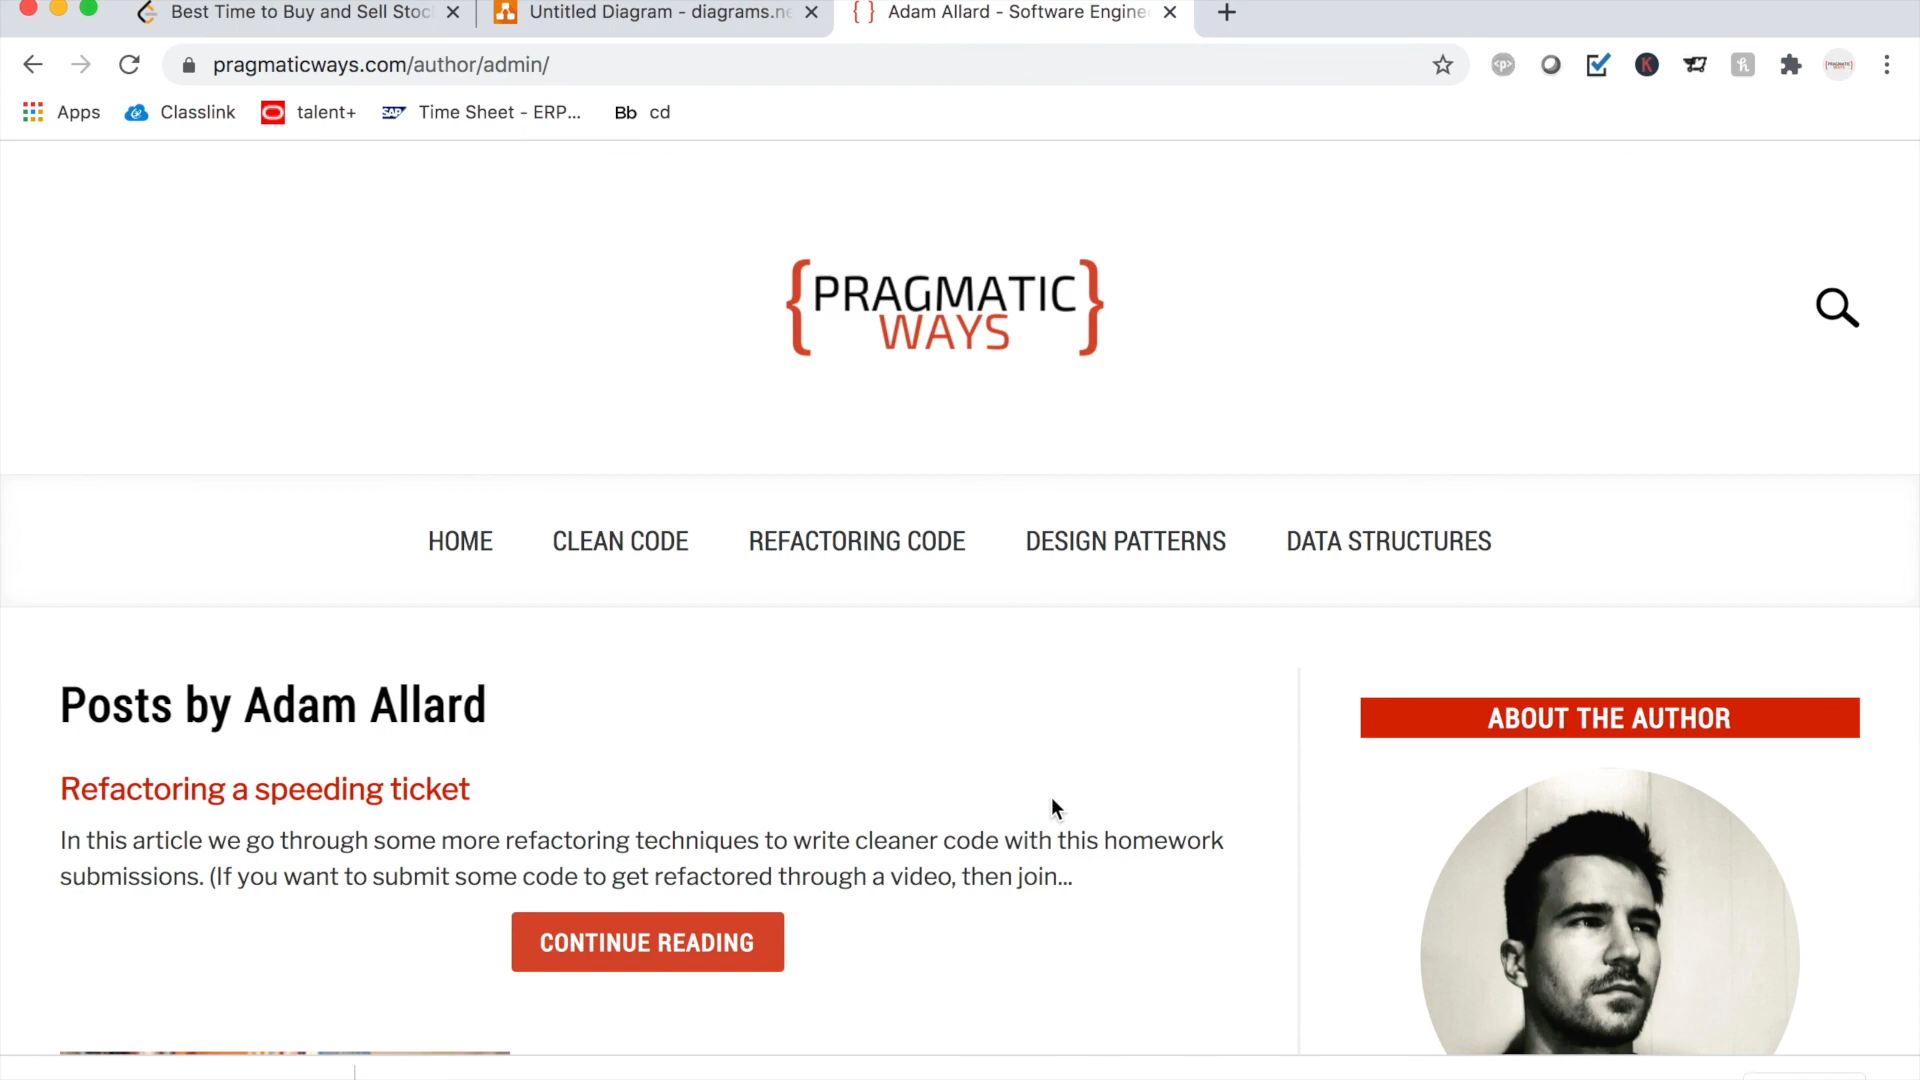 Best Time to Buy and Sell Stoc
Untitled Diagram - diagrams.ne
Adam Allard - Software Enginee
pragmaticways.com/author/admin/
Apps
Classlink
talent+
SAP
Time Sheet - ERP...
Bb cd
{PRAGMATIC
WAYS}
HOME
CLEAN CODE
REFACTORING CODE
DESIGN PATTERNS
DATA STRUCTURES
Posts by Adam Allard
Refactoring a speeding ticket
In this article we go through some more refactoring techniques to write cleaner code with this homework
submissions. (If you want to submit some code to get refactored through a video, then join...
CONTINUE READING
ABOUT THE AUTHOR